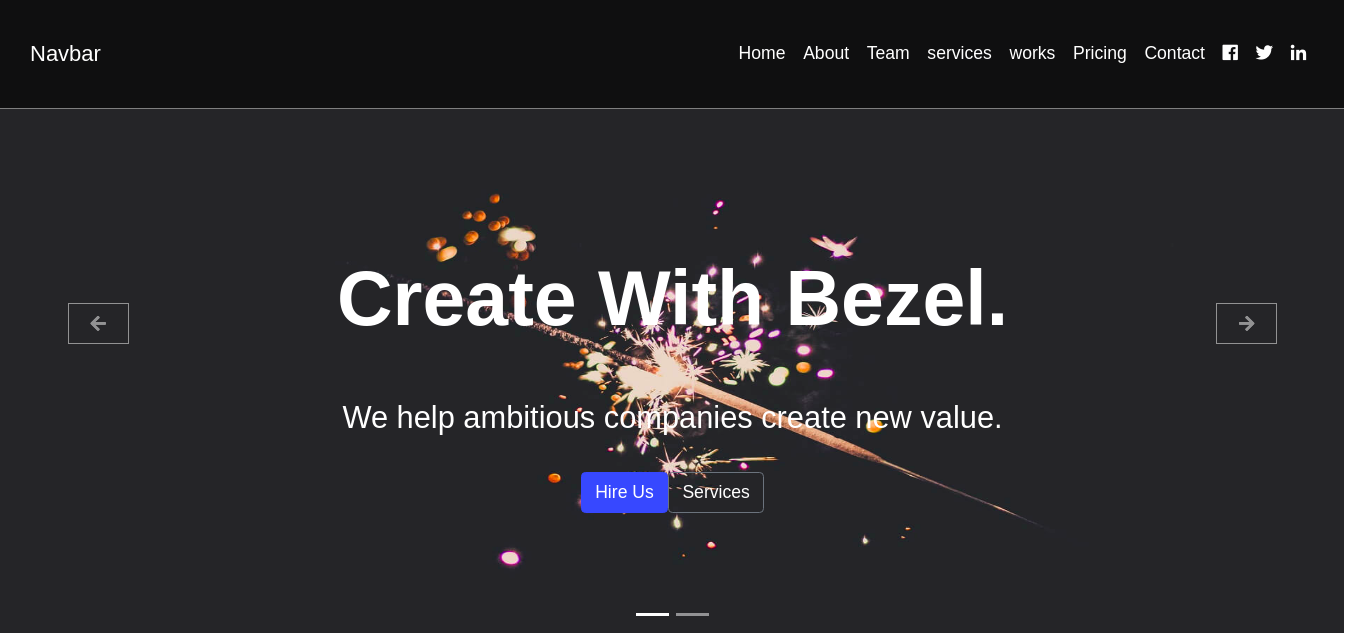 Navbar
Home About Team services works Pricing Contact
Create With Bezel.
We help ambitious companies create new value.
Hire Us Services